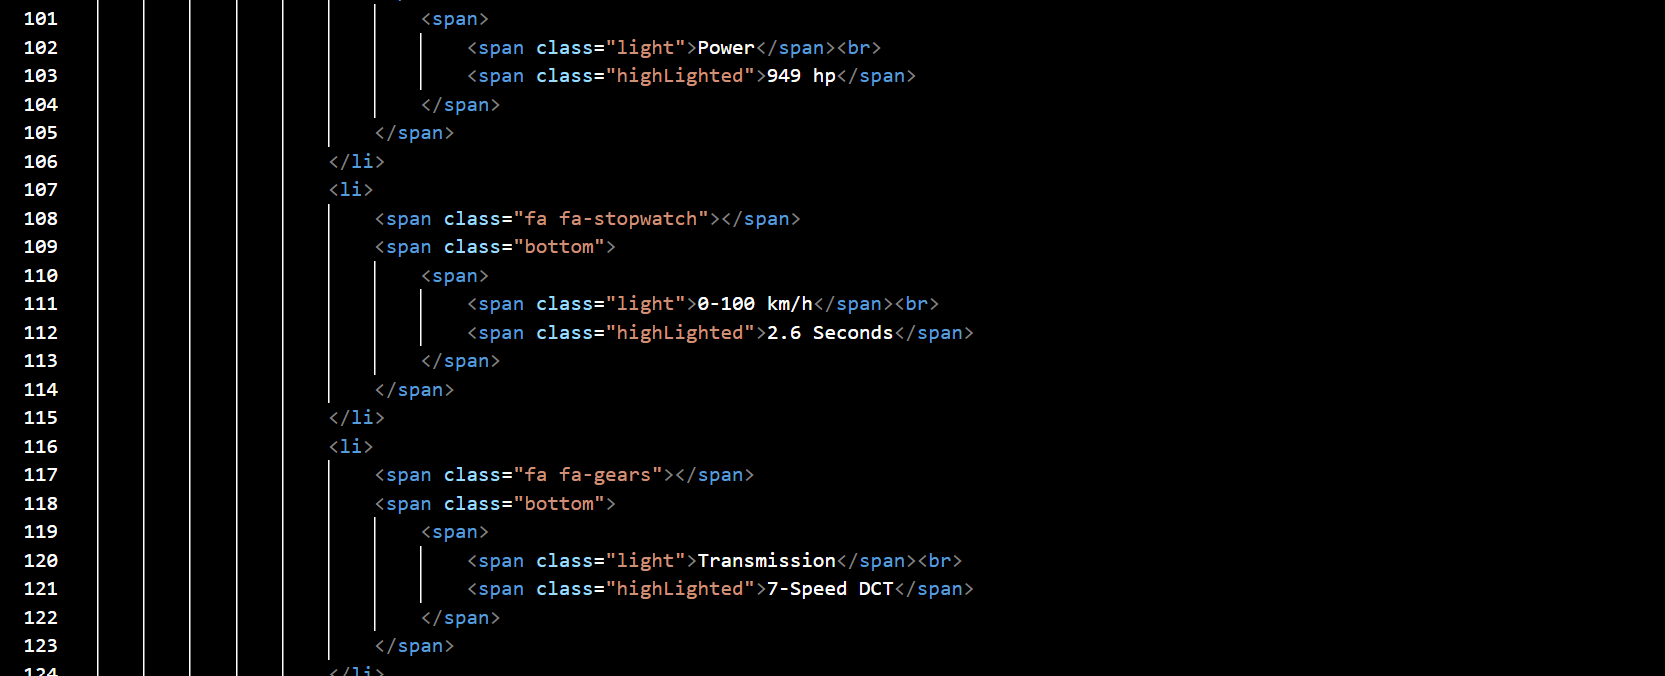 101 <span>
102 <span class="light">Power</span><br>
103 <span class="highLighted">949 hp</span>
104 </span>
105 </span>
106 </li>
107 <li>
108 <span class="fa fa-stopwatch"></span>
109 <span class="bottom">
110 <span>
111 <span class="light">0-100 km/h</span><br>
112 <span class="highLighted">2.6 Seconds</span>
113 </span>
114 </span>
115 </li>
116 <li>
117 <span class="fa fa-gears"></span>
118 <span class="bottom">
119 <span>
120 <span class="light">Transmission</span><br>
121 <span class="highLighted">7-Speed DCT</span>
122 </span>
123 </span>
124 </li>